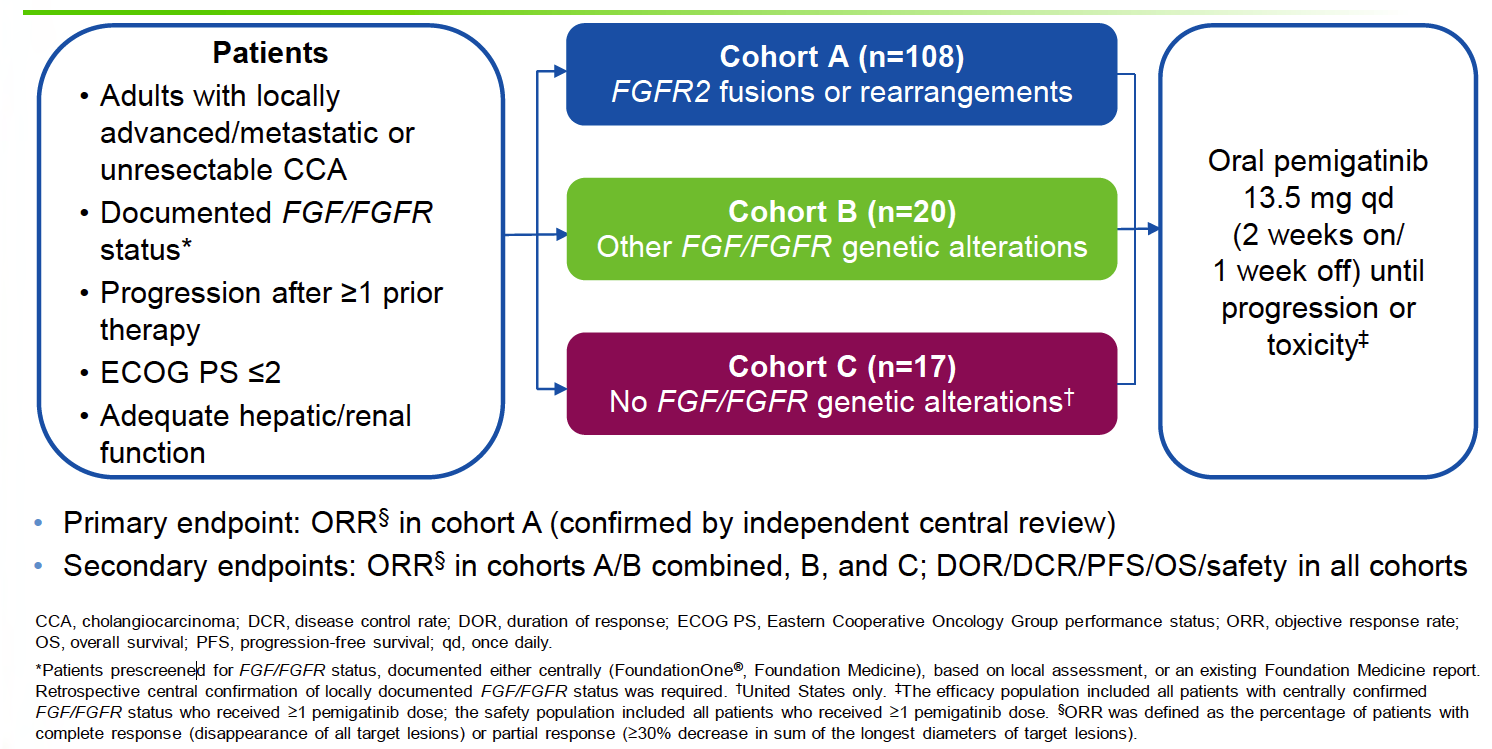 Patients
• Adults with locally
advanced/metastatic or
unresectable CCA
• Documented FGF/FGFR
status*
• Progression after ≥1 prior
therapy
• ECOG PS ≤2
• Adequate hepatic/renal
function
Cohort A (n=108)
FGFR2 fusions or rearrangements
Cohort B (n=20)
Other FGF/FGFR genetic alterations
Cohort C (n=17)
No FGF/FGFR genetic alterations†
Oral pemigatinib
13.5 mg qd
(2 weeks on/
1 week off) until
progression or
toxicity‡
• Primary endpoint: ORR§ in cohort A (confirmed by independent central review)
• Secondary endpoints: ORR§ in cohorts A/B combined, B, and C; DOR/DCR/PFS/OS/safety in all cohorts
CCA, cholangiocarcinoma; DCR, disease control rate; DOR, duration of response; ECOG PS, Eastern Cooperative Oncology Group performance status; ORR, objective response rate;
OS, overall survival; PFS, progression-free survival; qd, once daily.
*Patients prescreened for FGF/FGFR status, documented either centrally (FoundationOne®, Foundation Medicine), based on local assessment, or an existing Foundation Medicine report.
Retrospective central confirmation of locally documented FGF/FGFR status was required. †United States only. ‡The efficacy population included all patients with centrally confirmed
FGF/FGFR status who received ≥1 pemigatinib dose; the safety population included all patients who received ≥1 pemigatinib dose. §ORR was defined as the percentage of patients with
complete response (disappearance of all target lesions) or partial response (≥30% decrease in sum of the longest diameters of target lesions).